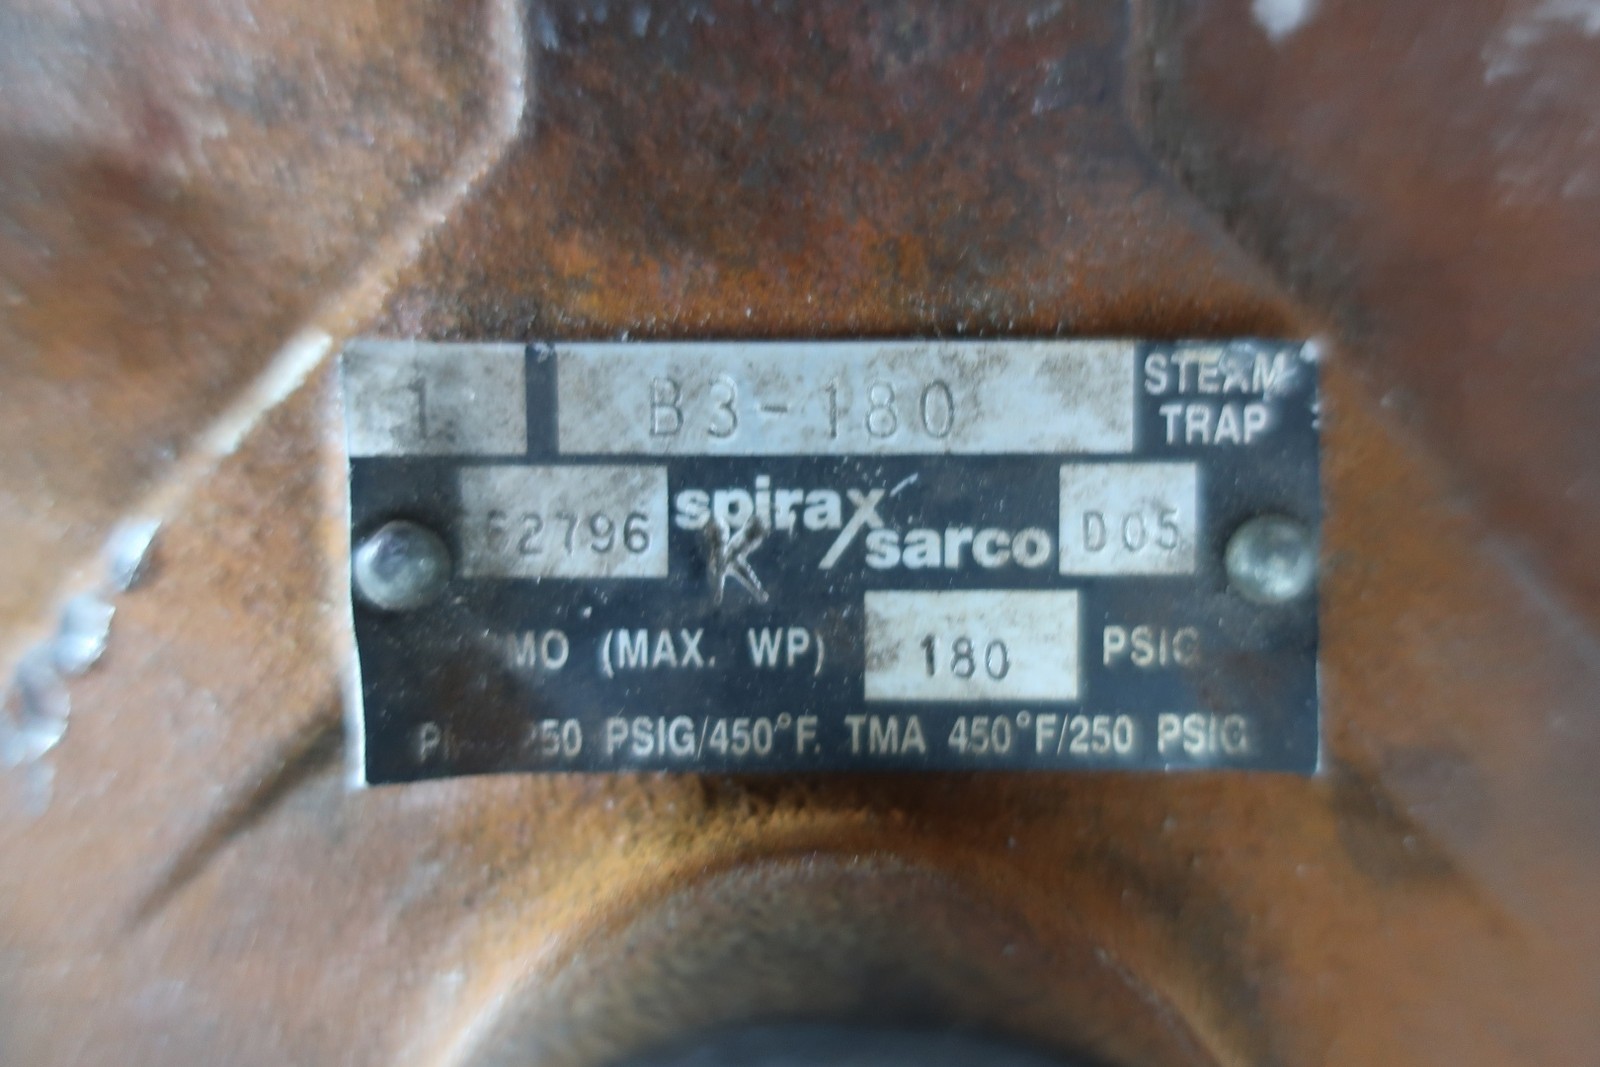 1 B3-180 STEAM TRAP
62796 spirax sarco D05
K
PMO (MAX. WP) 180 PSIG
250 PSIG/450°F. TMA 450°F/250 PSIG